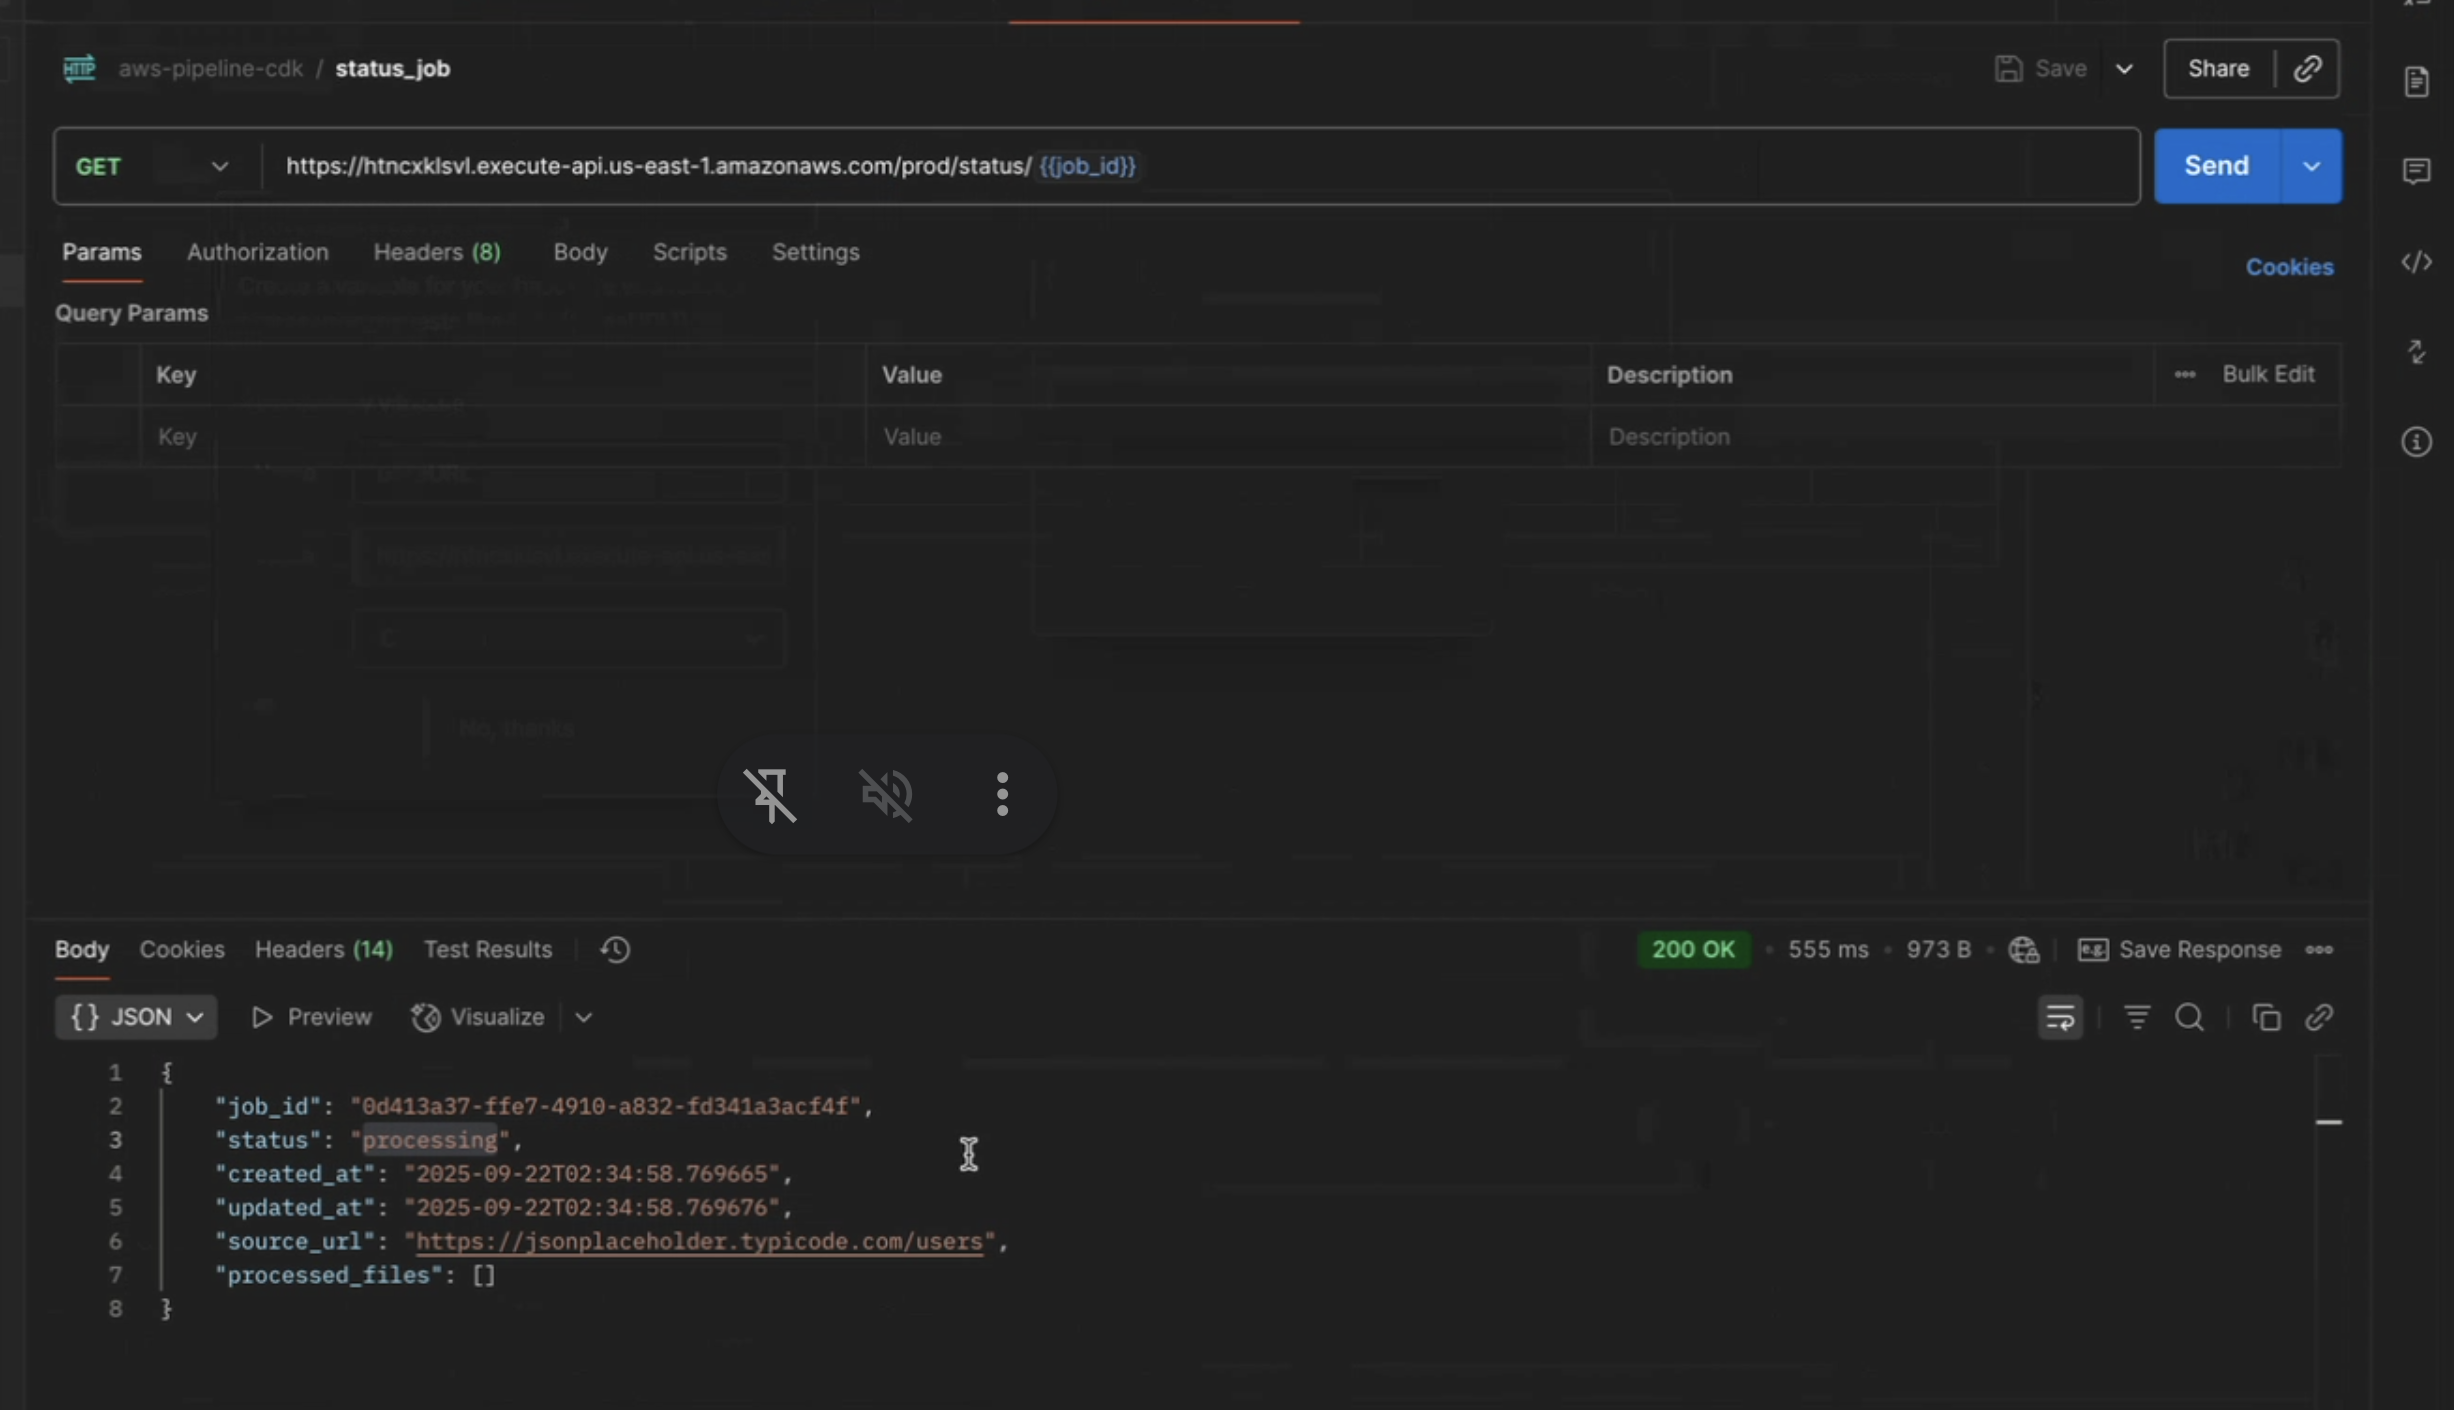 HTTP aws-pipeline-cdk / status_job Save Share
GET https://htncxklsvl.execute-api.us-east-1.amazonaws.com/prod/status/ {{job_id}} Send
Params Authorization Headers (8) Body Scripts Settings Cookies
Query Params
Key Value Description Bulk Edit
Key Value Description
No, thanks
Body Cookies Headers (14) Test Results 200 OK 555 ms 973 B e.g. Save Response
{} JSON Preview Visualize
1 {
2 "job_id": "0d413a37-ffe7-4910-a832-fd341a3acf4f",
3 "status": "processing",
4 "created_at": "2025-09-22T02:34:58.769665",
5 "updated_at": "2025-09-22T02:34:58.769676",
6 "source_url": "https://jsonplaceholder.typicode.com/users",
7 "processed_files": []
8 }